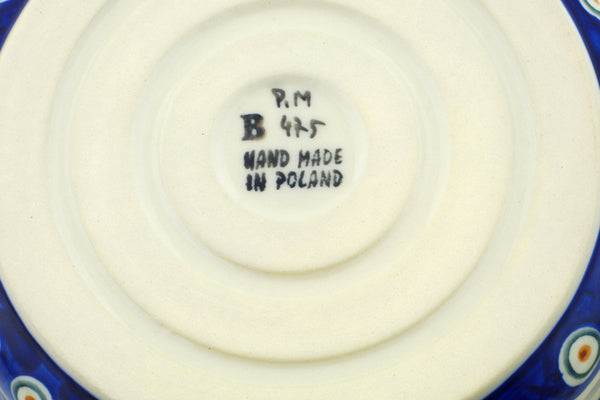 P.M
B 475
HAND MADE
IN POLAND